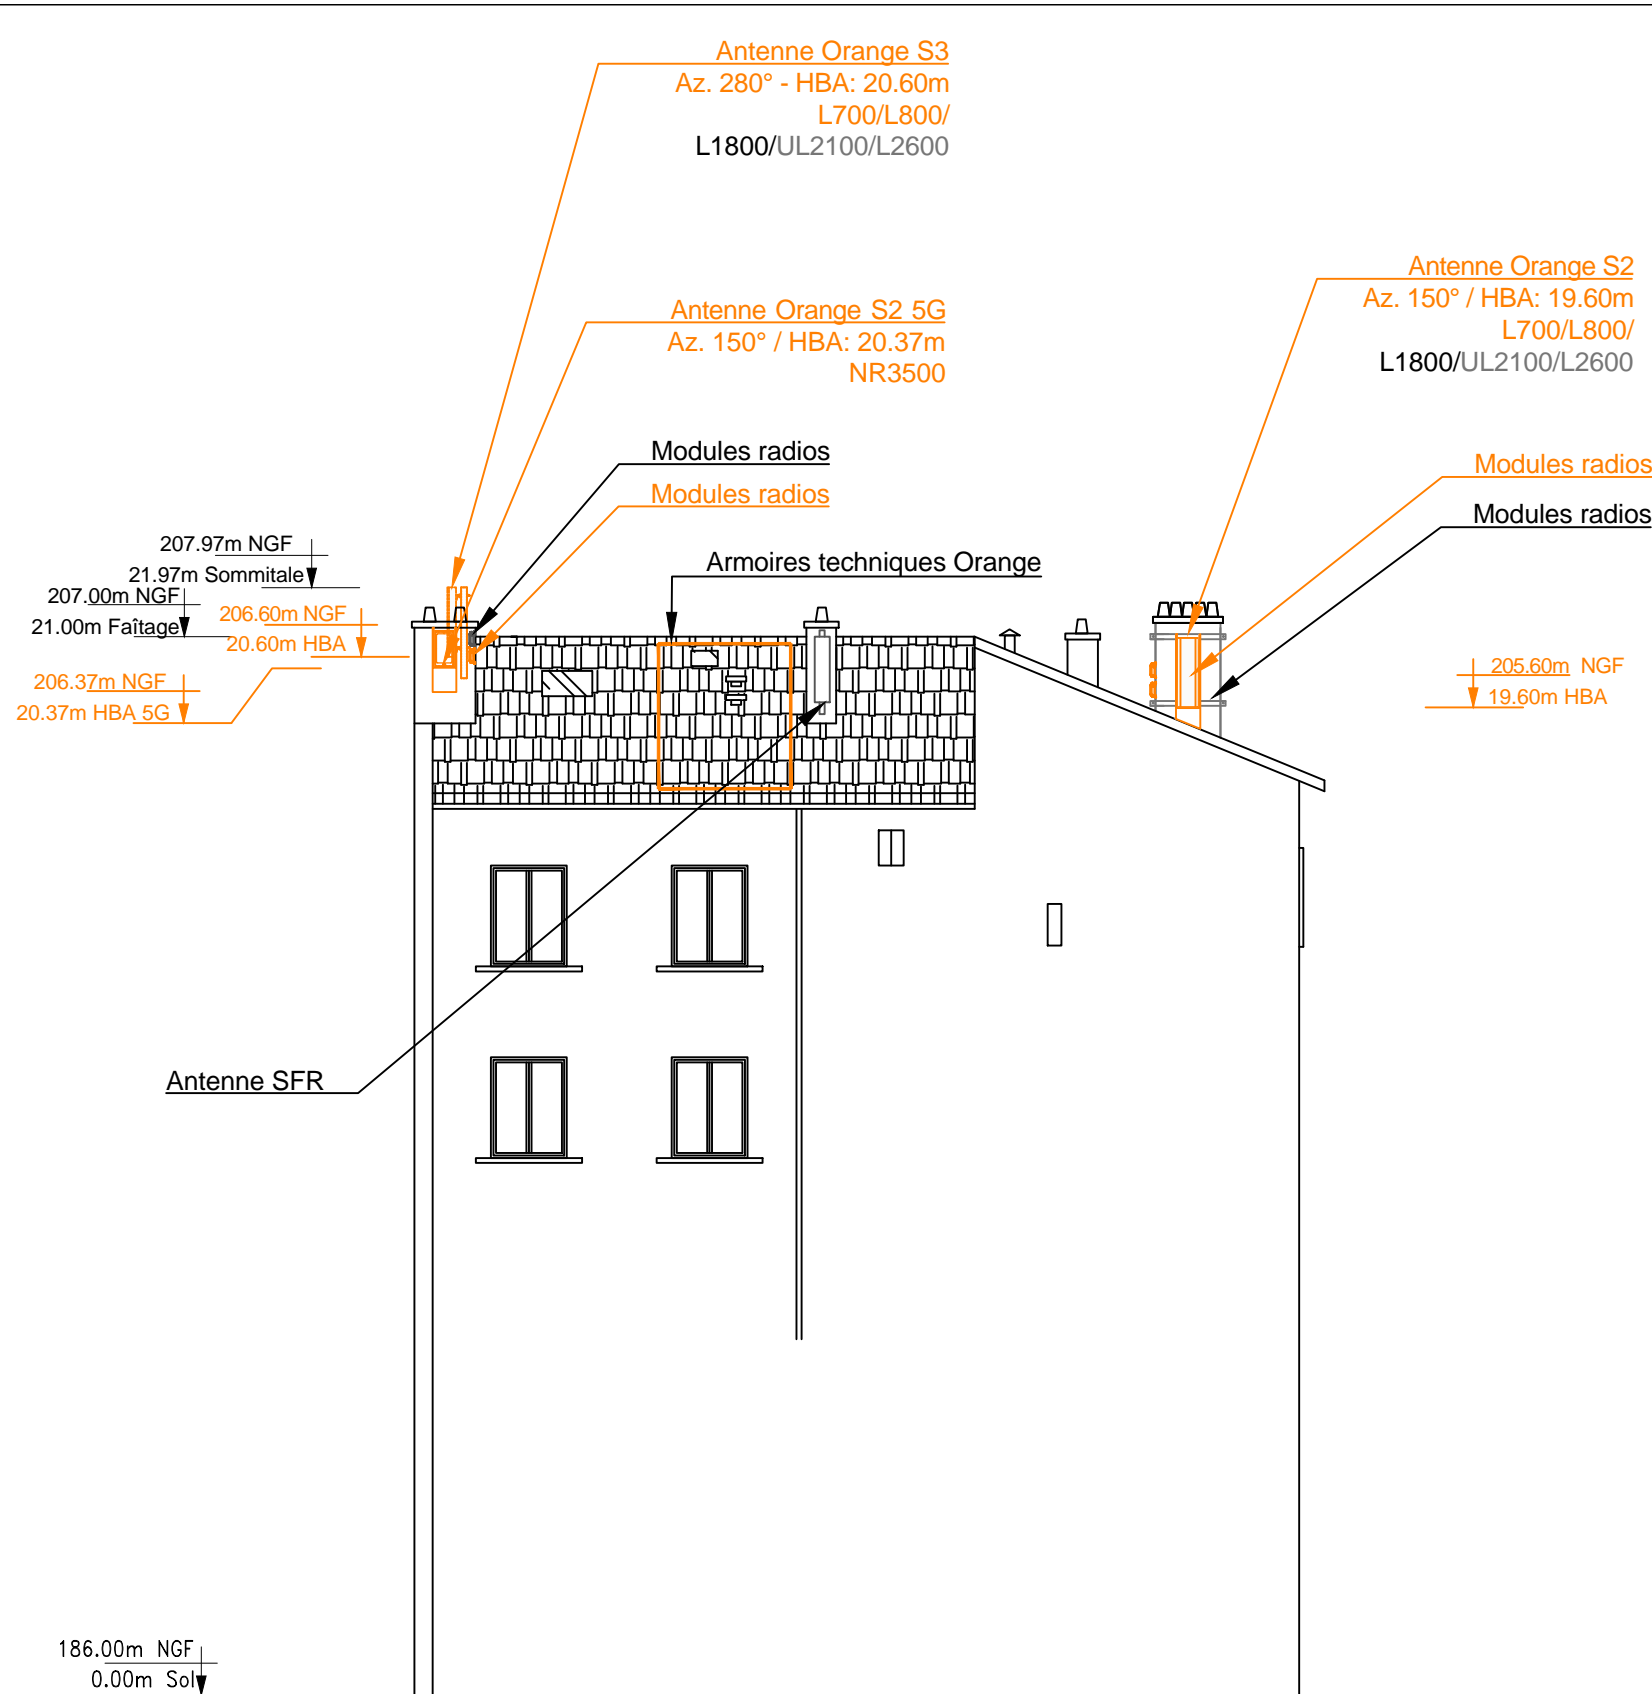 Antenne Orange S3
Az. 280° - HBA: 20.60m
L700/L800/
L1800/UL2100/L2600
Antenne Orange S2
Az. 150° / HBA: 19.60m
L700/L800/
L1800/UL2100/L2600
Antenne Orange S2 5G
Az. 150° / HBA: 20.37m
NR3500
Modules radios
Modules radios
Modules radios
Modules radios
Armoires techniques Orange
207.97m NGF
21.97m Sommitale
207.00m NGF
21.00m Faîtage
206.60m NGF
20.60m HBA
206.37m NGF
20.37m HBA 5G
205.60m NGF
19.60m HBA
Antenne SFR
186.00m NGF
0.00m Sol